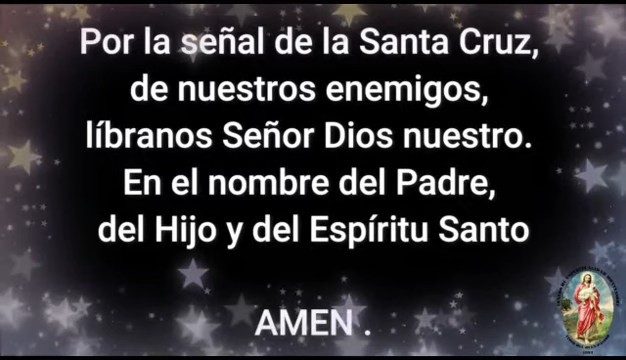 Por la señal de la Santa Cruz,
de nuestros enemigos,
líbranos Señor Dios nuestro.
En el nombre del Padre,
del Hijo y del Espíritu Santo
AMEN .